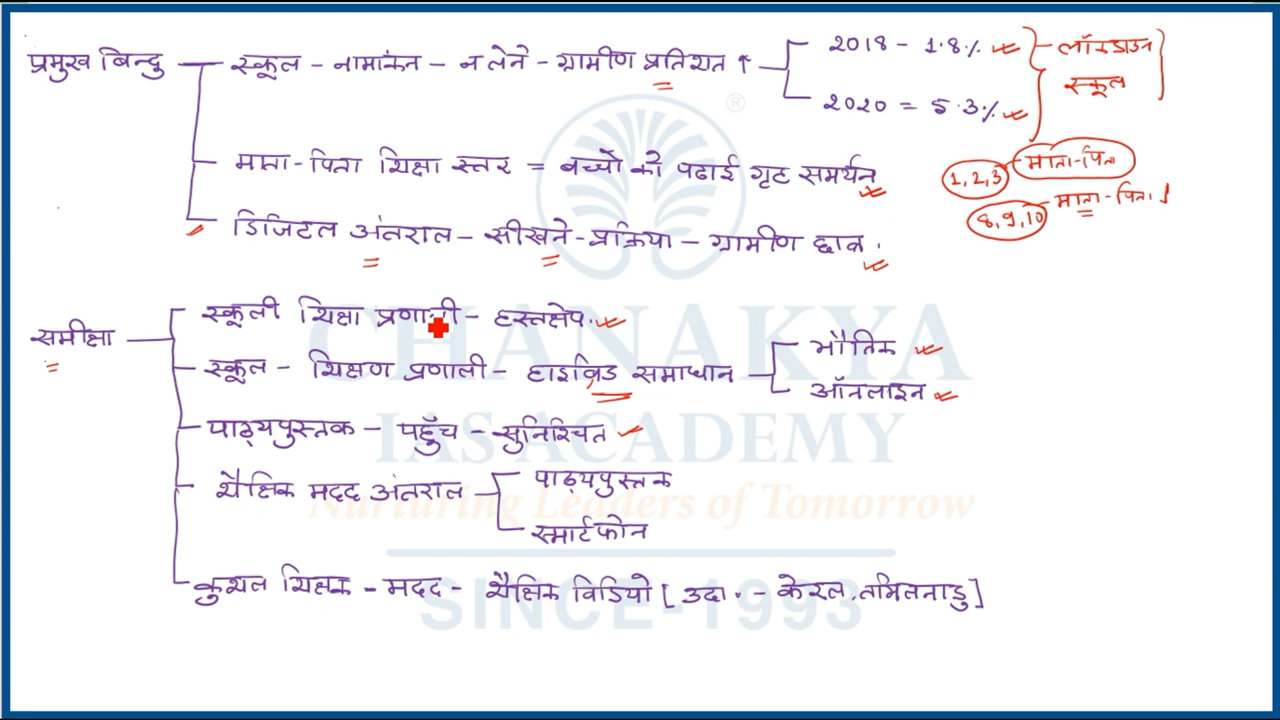 प्रमुख बिन्दु — स्कूल - नामांकन - न लेने - ग्रामीण प्रतिशत ↑ — 2018 - 1.8%
2020 = 5.3%
लॉकडाउन
स्कूल
माता-पिता शिक्षा स्तर = बच्चों को पढाई गृह समर्थन
1,2,3 माता-पिता
8,9,10 माता-पिता ↓
डिजिटल अंतराल - सीखने-प्रक्रिया - ग्रामीण छात्र.
समीक्षा — स्कूली शिक्षा प्रणाली - हस्तक्षेप.
स्कूल - शिक्षण प्रणाली - हाइब्रिड समाधान — भौतिक
ऑनलाइन
पाठ्यपुस्तक - पहुँच - सुनिश्चित
शैक्षिक मदद अंतराल — पाठ्यपुस्तक
स्मार्टफोन
कुशल शिक्षक - मदद - शैक्षिक विडियो [उदा. - केरल, तमिलनाडु]
®
CHANAKYA
IAS ACADEMY
Nurturing Leaders of Tomorrow
SINCE-1993